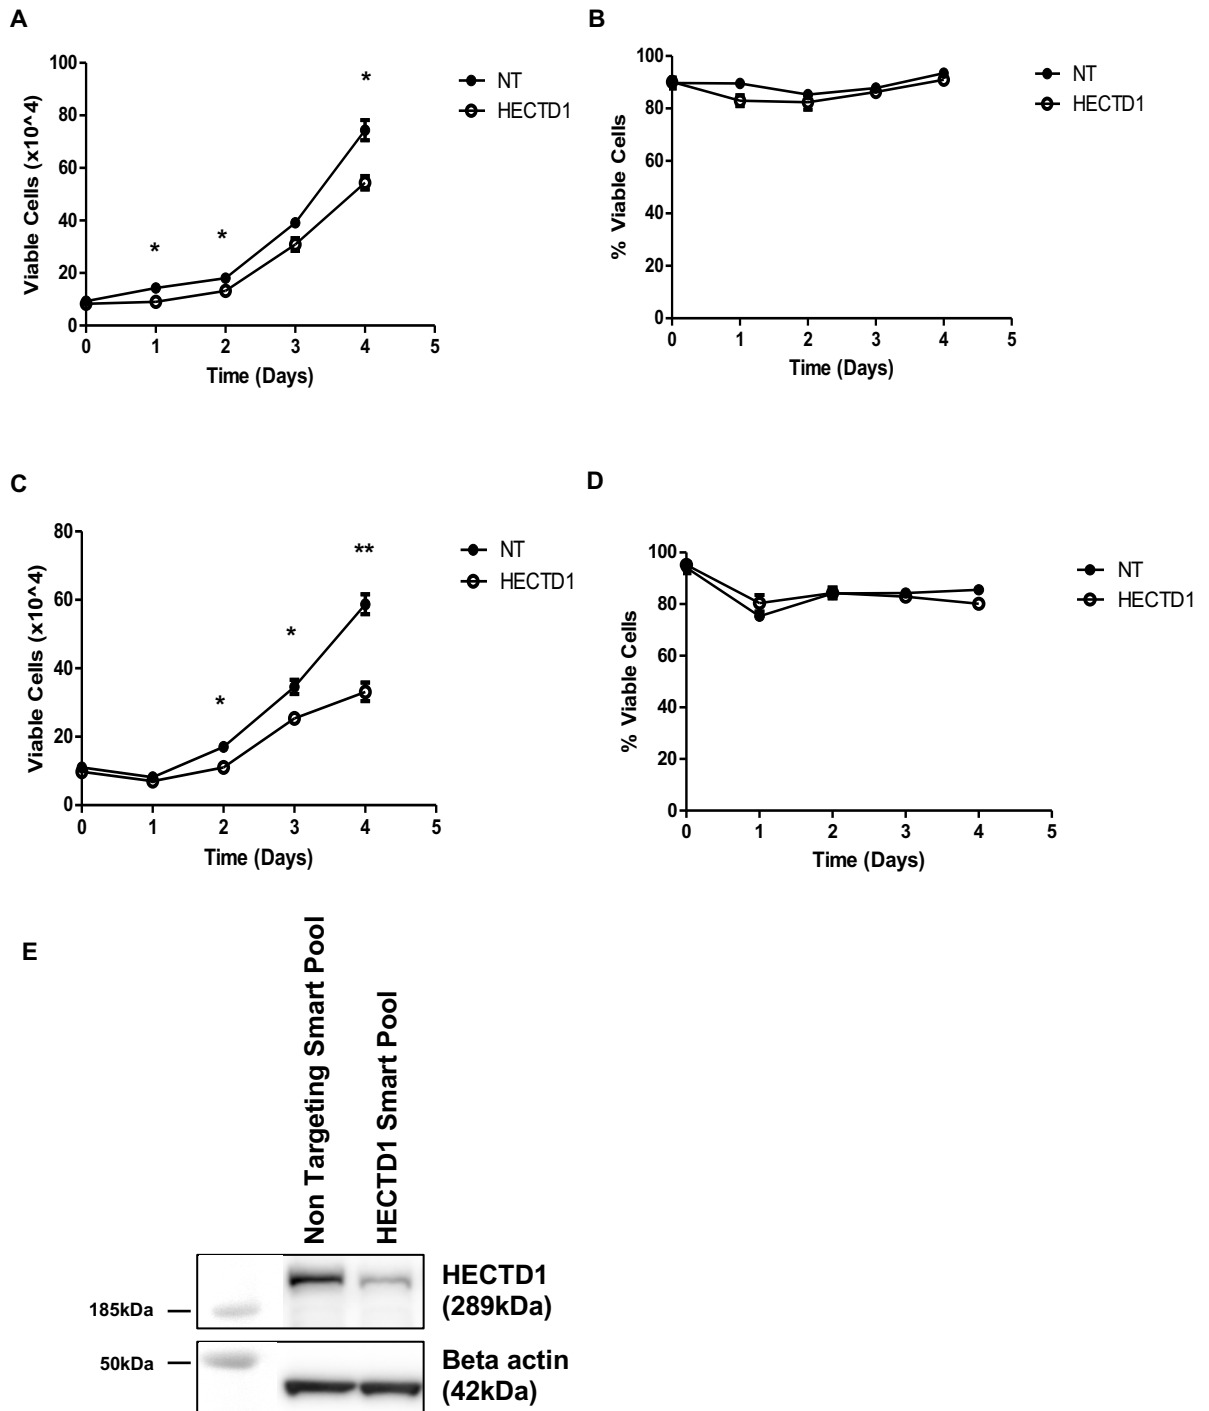 A
Viable Cells (x10^4)
100
80
60
40
20
0
0 1 2 3 4 5
Time (Days)
* * *
NT
HECTD1
B
% Viable Cells
100
80
60
40
20
0
0 1 2 3 4 5
Time (Days)
NT
HECTD1
C
Viable Cells (x10^4)
80
60
40
20
0
0 1 2 3 4 5
Time (Days)
* * **
NT
HECTD1
D
% Viable Cells
100
80
60
40
20
0
0 1 2 3 4 5
Time (Days)
NT
HECTD1
E
Non Targeting Smart Pool
HECTD1 Smart Pool
185kDa
HECTD1
(289kDa)
50kDa
Beta actin
(42kDa)